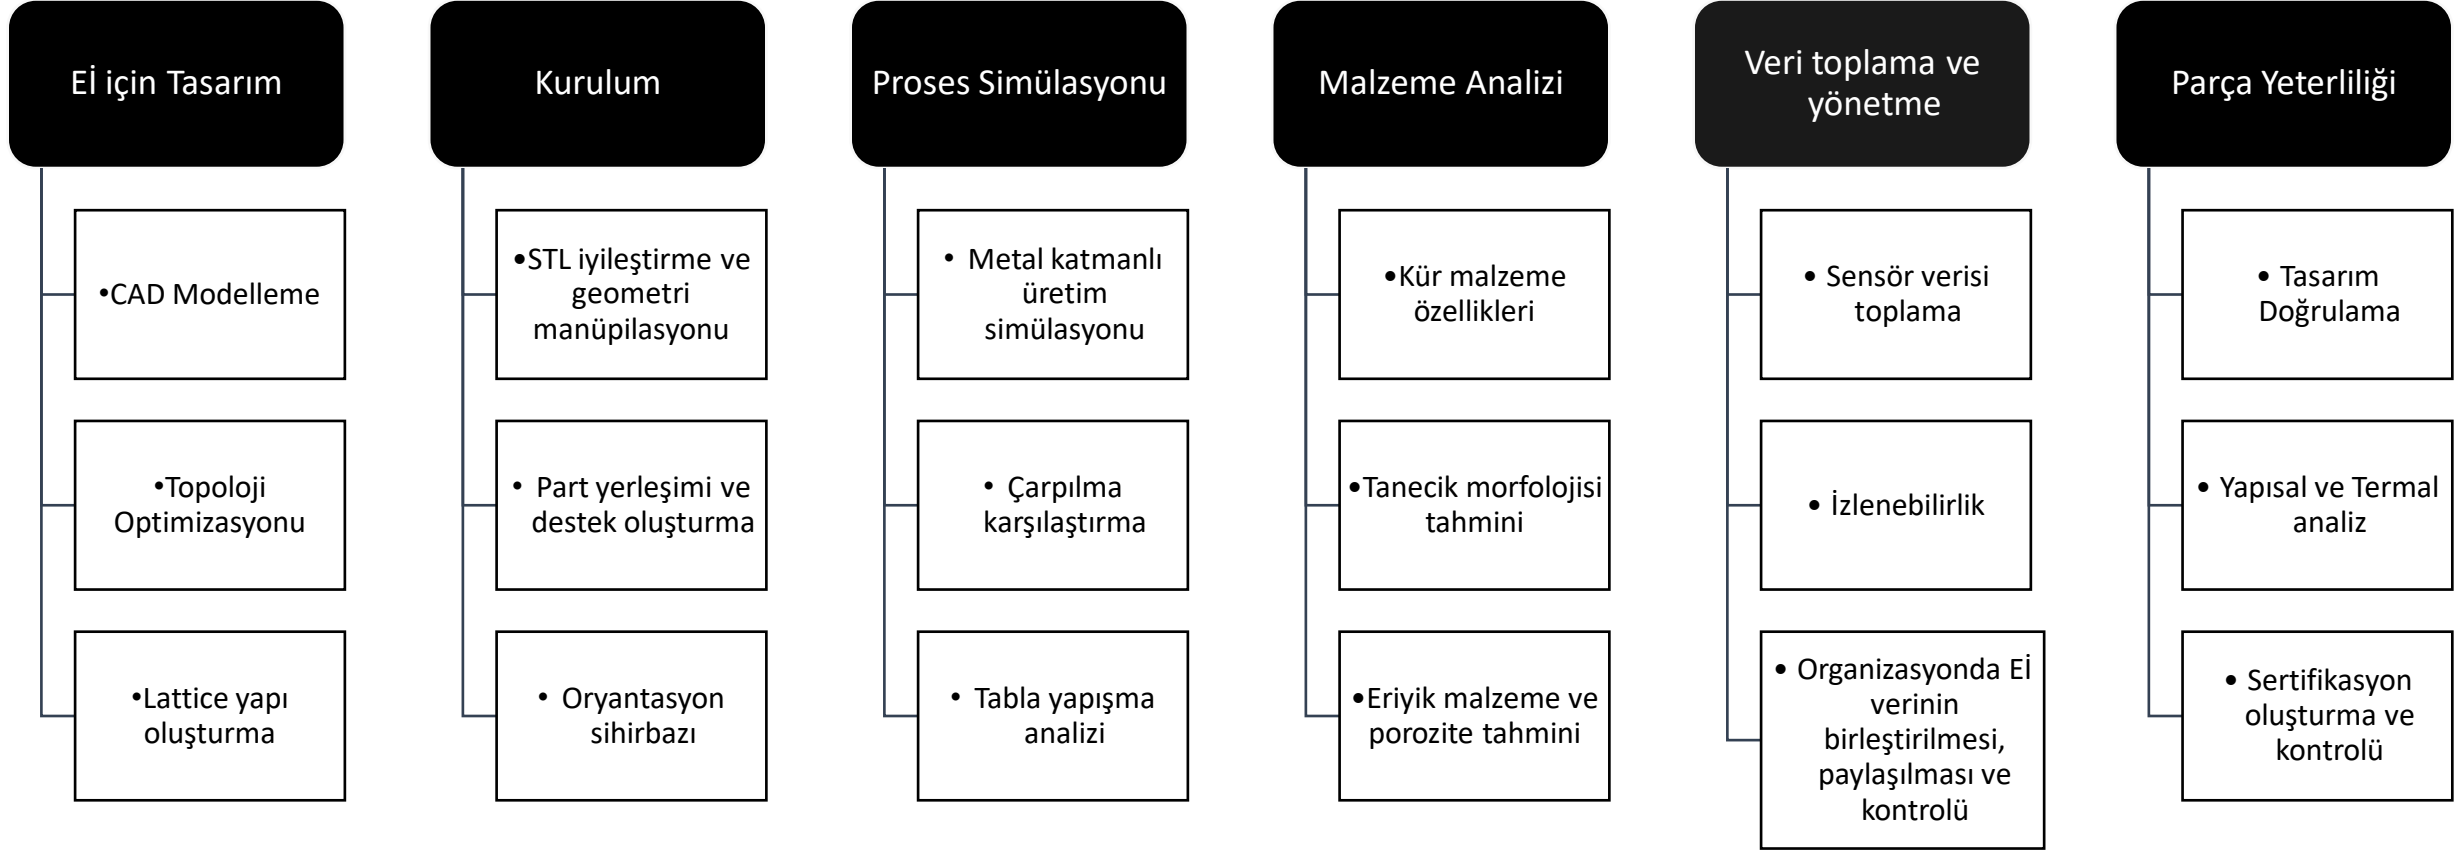 Eİ için Tasarım
•CAD Modelleme
•Topoloji
Optimizasyonu
•Lattice yapı
oluşturma
Kurulum
•STL iyileştirme ve
geometri
manüpilasyonu
• Part yerleşimi ve
destek oluşturma
• Oryantasyon
sihirbazı
Proses Simülasyonu
• Metal katmanlı
üretim
simülasyonu
• Çarpılma
karşılaştırma
• Tabla yapışma
analizi
Malzeme Analizi
•Kür malzeme
özellikleri
•Tanecik morfolojisi
tahmini
•Eriyik malzeme ve
porozite tahmini
Veri toplama ve
yönetme
• Sensör verisi
toplama
• İzlenebilirlik
• Organizasyonda Eİ
verinin
birleştirilmesi,
paylaşılması ve
kontrolü
Parça Yeterliliği
• Tasarım
Doğrulama
• Yapısal ve Termal
analiz
• Sertifikasyon
oluşturma ve
kontrolü